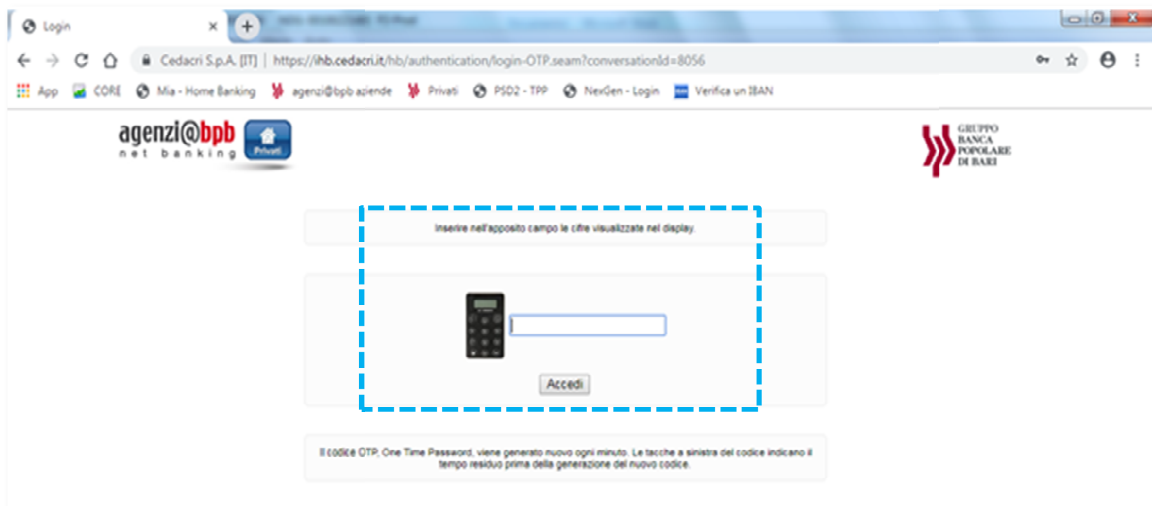 Login
Cedacri S.p.A. [IT] | https://ihb.cedacri.it/hb/authentication/login-OTP.seam?conversationId=8056
App CORE Mia - Home Banking agenzi@bpb aziende Privati PSD2 - TPP NexGen - Login Verifica un IBAN
agenzi@bpb
net banking
Privati
GRUPPO
BANCA
POPOLARE
DI BARI
Inserire nell'apposito campo le cifre visualizzate nel display.
Accedi
Il codice OTP, One Time Password, viene generato nuovo ogni minuto. Le tacche a sinistra del codice indicano il
tempo residuo prima della generazione del nuovo codice.